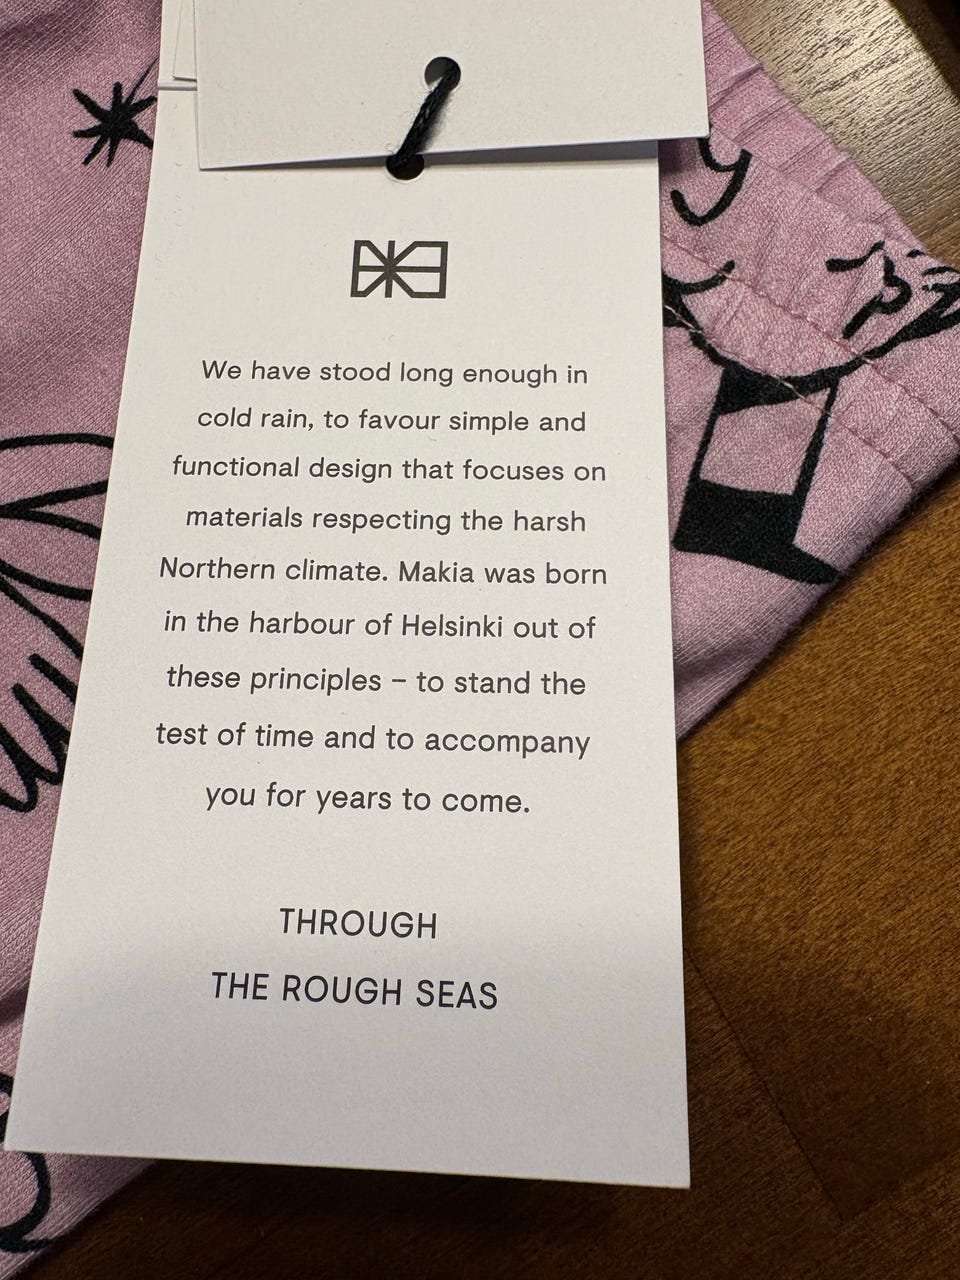 We have stood long enough in
cold rain, to favour simple and
functional design that focuses on
materials respecting the harsh
Northern climate. Makia was born
in the harbour of Helsinki out of
these principles – to stand the
test of time and to accompany
you for years to come.
THROUGH
THE ROUGH SEAS